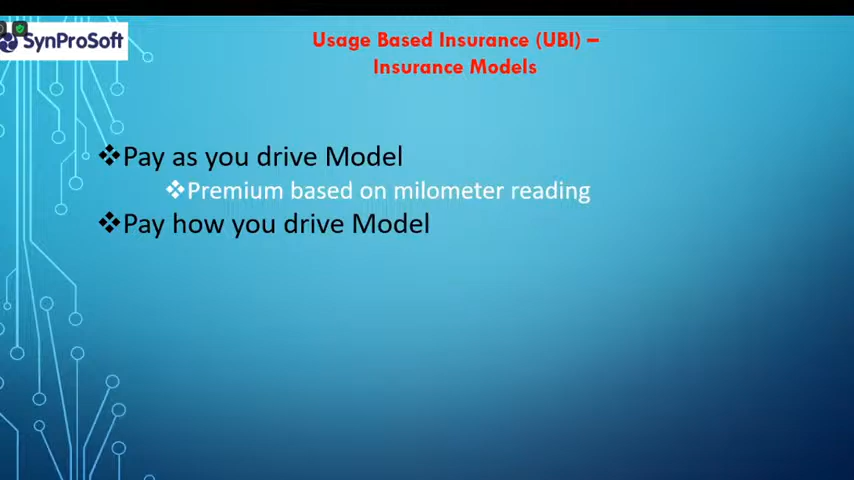 SynProSoft
Usage Based Insurance (UBI) –
Insurance Models
❖Pay as you drive Model
❖Premium based on milometer reading
❖Pay how you drive Model